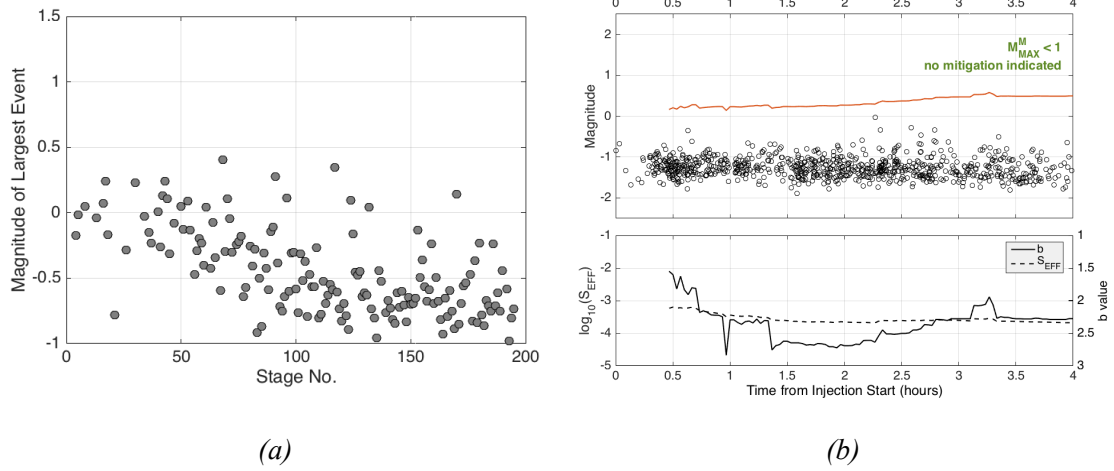 1.5
1
0.5
0
-0.5
-1
0
50
100
150
200
Magnitude of Largest Event
Stage No.
(a)
0 0.5 1 1.5 2 2.5 3 3.5 4
2
1
0
-1
-2
Magnitude
M^M_MAX < 1
no mitigation indicated
-1
-2
-3
-4
-5
log10(S_EFF)
b
S_EFF
1
1.5
2
2.5
3
b value
0 0.5 1 1.5 2 2.5 3 3.5 4
Time from Injection Start (hours)
(b)